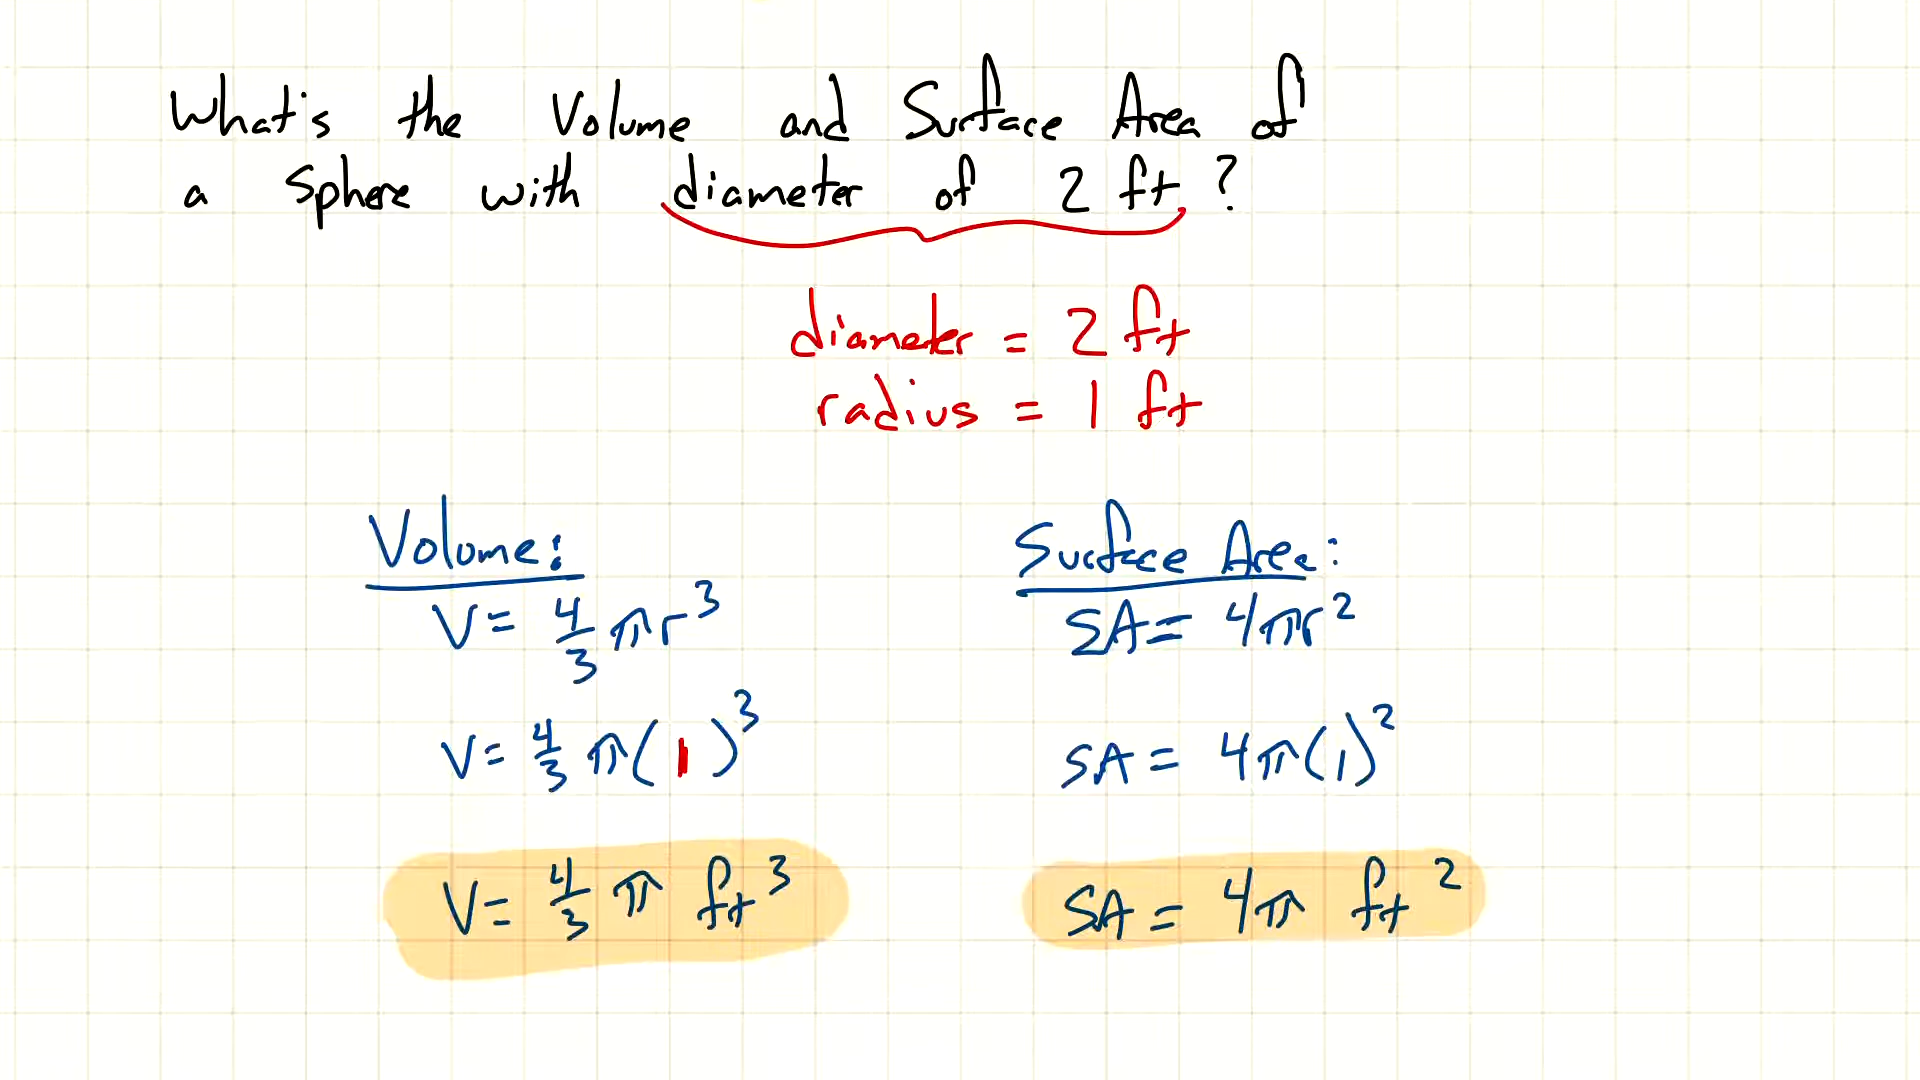 What's the Volume and Surface Area of
a Sphere with diameter of 2 ft?
diameter = 2 ft
radius = 1 ft
Volume:
V = 4/3 πr³
V = 4/3 π(1)³
V = 4/3 π ft³
Surface Area:
SA = 4πr²
SA = 4π(1)²
SA = 4π ft²